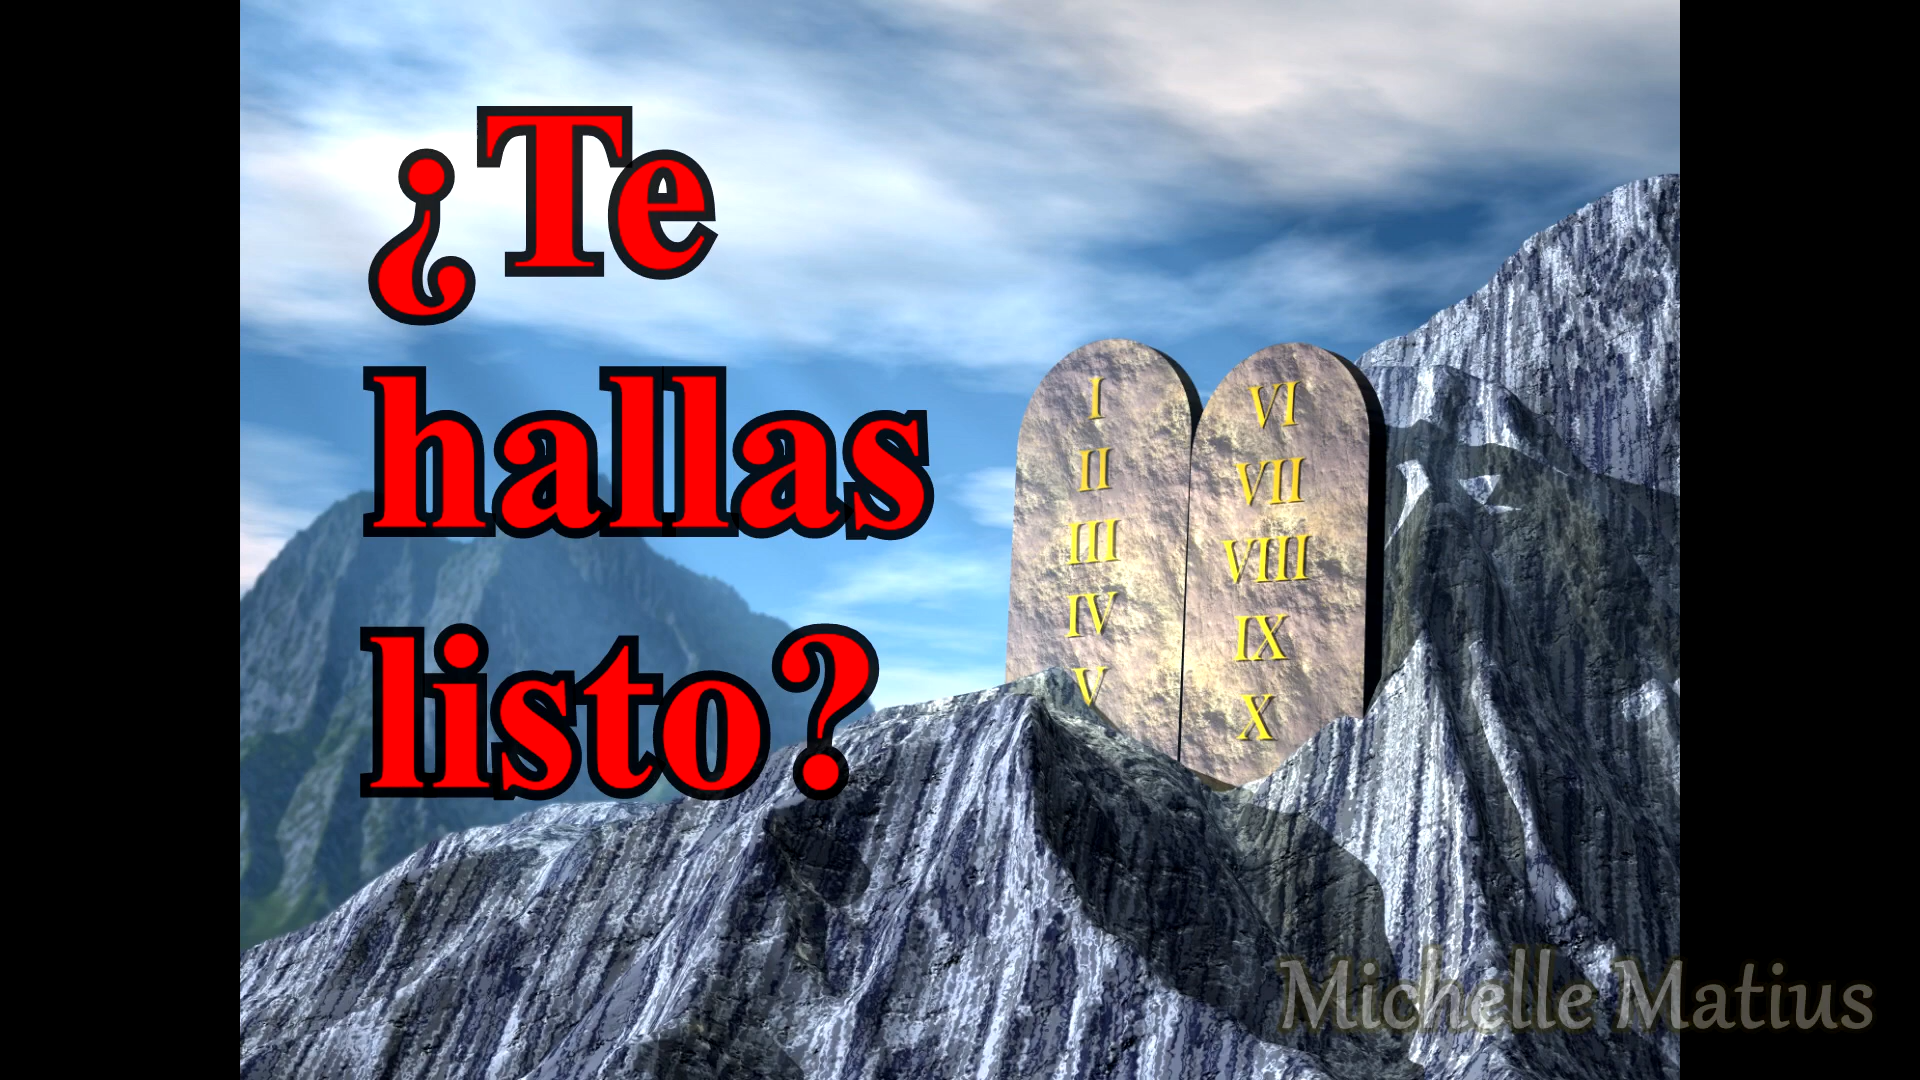 ¿Te
hallas
listo?
I
II
III
IV
V
VI
VII
VIII
IX
X
Michelle Matius